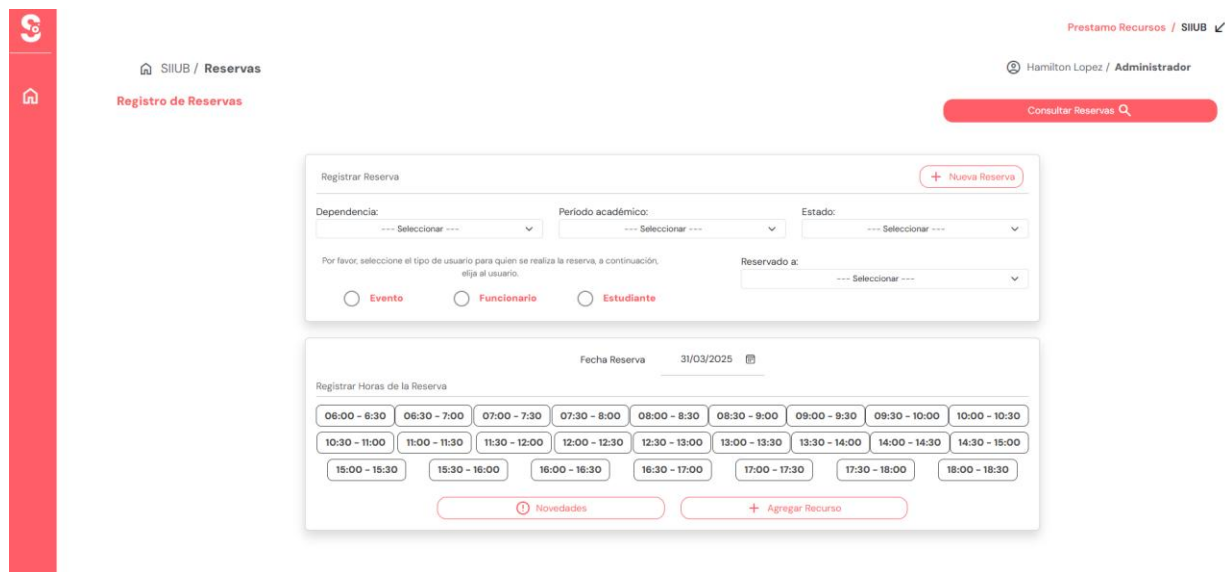 Prestamo Recursos / SIIUB
SIIUB / Reservas
Hamilton Lopez / Administrador
Registro de Reservas
Consultar Reservas
Registrar Reserva
+ Nueva Reserva
Dependencia:
Período académico:
Estado:
--- Seleccionar ---
--- Seleccionar ---
--- Seleccionar ---
Por favor, seleccione el tipo de usuario para quien se realiza la reserva, a continuación,
elija al usuario.
Reservado a:
--- Seleccionar ---
Evento
Funcionario
Estudiante
Fecha Reserva 31/03/2025
Registrar Horas de la Reserva
06:00 - 6:30 06:30 - 7:00 07:00 - 7:30 07:30 - 8:00 08:00 - 8:30 08:30 - 9:00 09:00 - 9:30 09:30 - 10:00 10:00 - 10:30
10:30 - 11:00 11:00 - 11:30 11:30 - 12:00 12:00 - 12:30 12:30 - 13:00 13:00 - 13:30 13:30 - 14:00 14:00 - 14:30 14:30 - 15:00
15:00 - 15:30 15:30 - 16:00 16:00 - 16:30 16:30 - 17:00 17:00 - 17:30 17:30 - 18:00 18:00 - 18:30
Novedades
+ Agregar Recurso